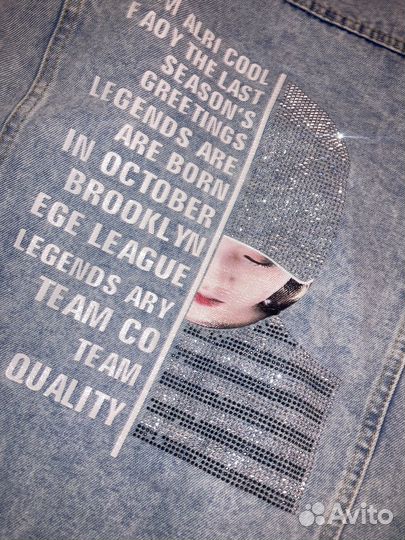 M ALRI COOL
F AOY THE LAST
SEASON'S
GREETINGS
LEGENDS ARE
ARE BORN
IN OCTOBER
BROOKLYN
EGE LEAGUE
LEGENDS ARY
TEAM CO
TEAM
QUALITY
Avito